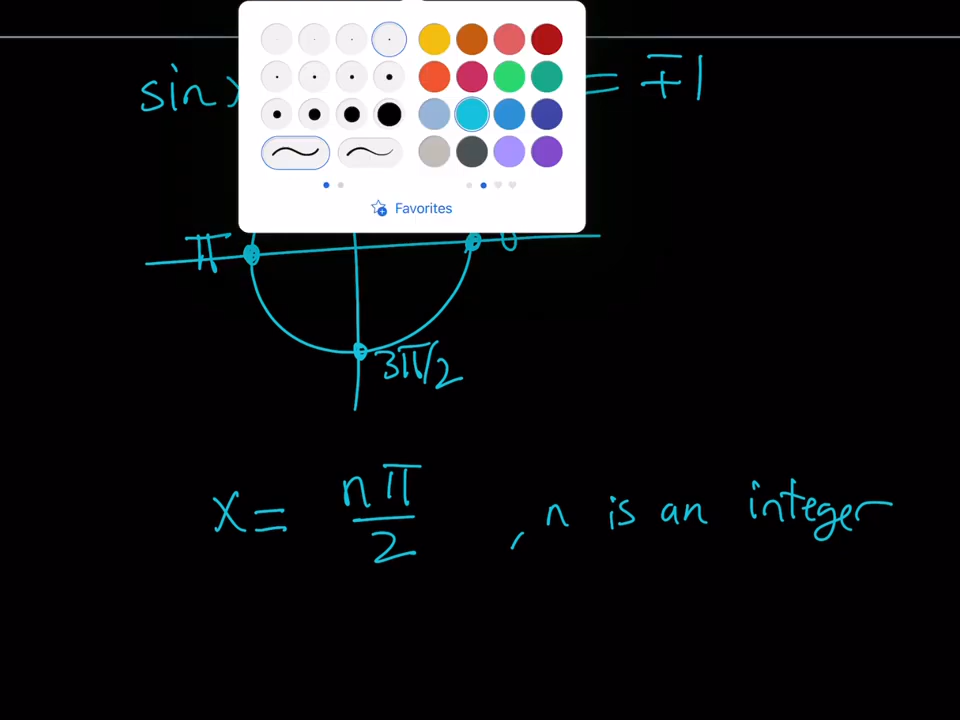 sin x = ∓1
Favorites
π 0
3π/2
x = nπ/2 , n is an integer